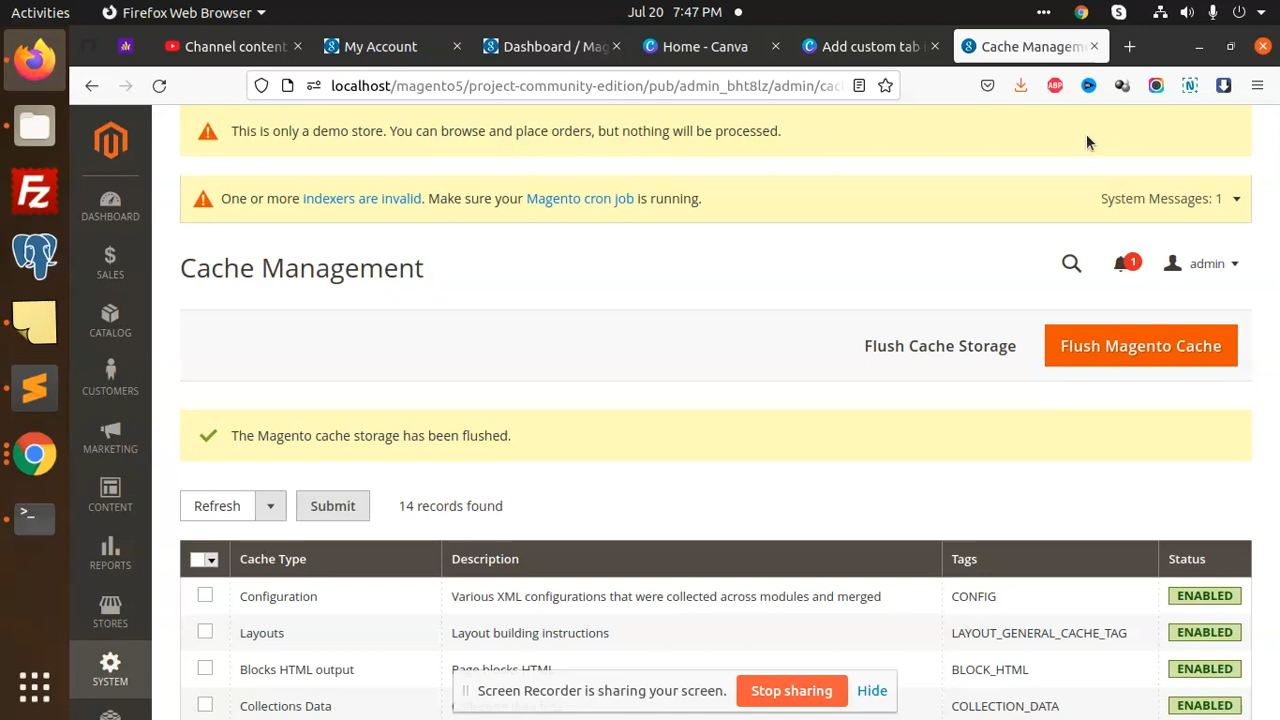 Activities
Firefox Web Browser
Jul 20 7:47 PM
Channel content
My Account
Dashboard / Mag
Home - Canva
Add custom tab i
Cache Managem
localhost/magento5/project-community-edition/pub/admin_bht8lz/admin/cac
ABP
This is only a demo store. You can browse and place orders, but nothing will be processed.
One or more indexers are invalid. Make sure your Magento cron job is running.
System Messages: 1
DASHBOARD
SALES
CATALOG
CUSTOMERS
MARKETING
CONTENT
REPORTS
STORES
SYSTEM
Cache Management
1
admin
Flush Cache Storage
Flush Magento Cache
The Magento cache storage has been flushed.
Refresh
Submit
14 records found
Cache Type Description Tags Status
Configuration Various XML configurations that were collected across modules and merged CONFIG ENABLED
Layouts Layout building instructions LAYOUT_GENERAL_CACHE_TAG ENABLED
Blocks HTML output Page blocks HTML BLOCK_HTML ENABLED
Collections Data COLLECTION_DATA ENABLED
Screen Recorder is sharing your screen.
Stop sharing
Hide